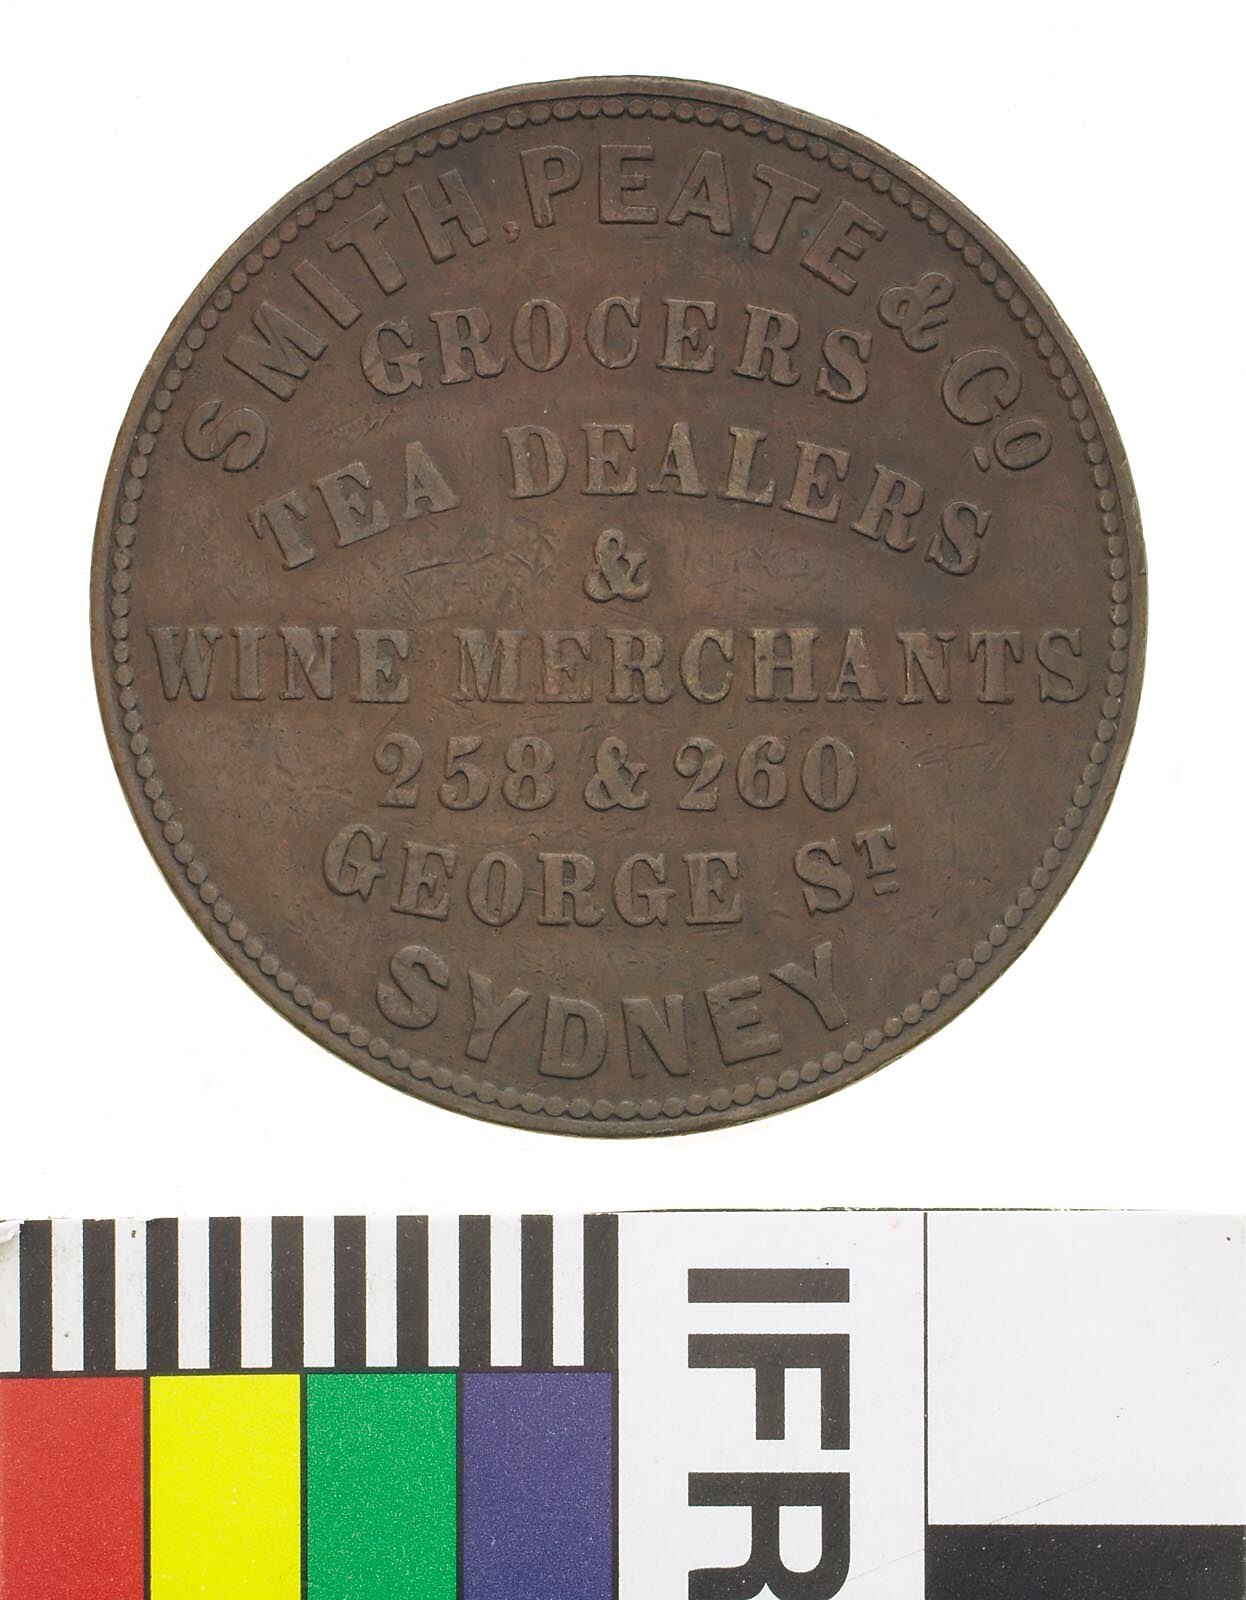 SMITH, PEATE & Co.
GROCERS
TEA DEALERS
&
WINE MERCHANTS
258 & 260
GEORGE ST
SYDNEY
IFR